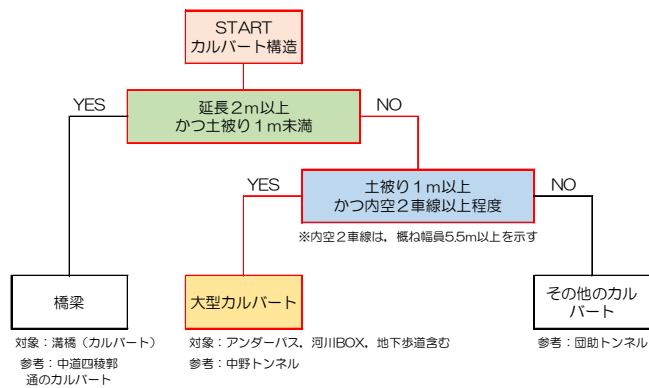 START
カルバート構造
YES
延長2m以上
かつ土被り1m未満
NO
YES
土被り1m以上
かつ内空2車線以上程度
NO
※内空2車線は，概ね幅員5.5m以上を示す
橋梁
大型カルバート
その他のカル
バート
対象：溝橋（カルバート）
参考：中道四稜郭
通のカルバート
対象：アンダーパス，河川BOX，地下歩道含む
参考：中野トンネル
参考：団助トンネル